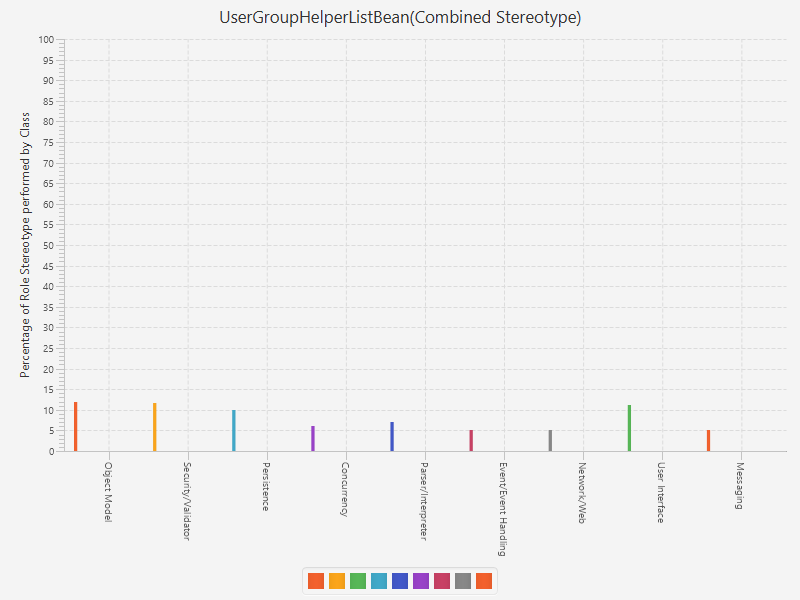 UserGroupHelperListBean(Combined Stereotype)
Percentage of Role Stereotype performed by Class
100
95
90
85
80
75
70
65
60
55
50
45
40
35
30
25
20
15
10
5
0
Object Model
Security/Validator
Persistence
Concurrency
Parser/Interpreter
Event/Event Handling
Network/Web
User Interface
Messaging